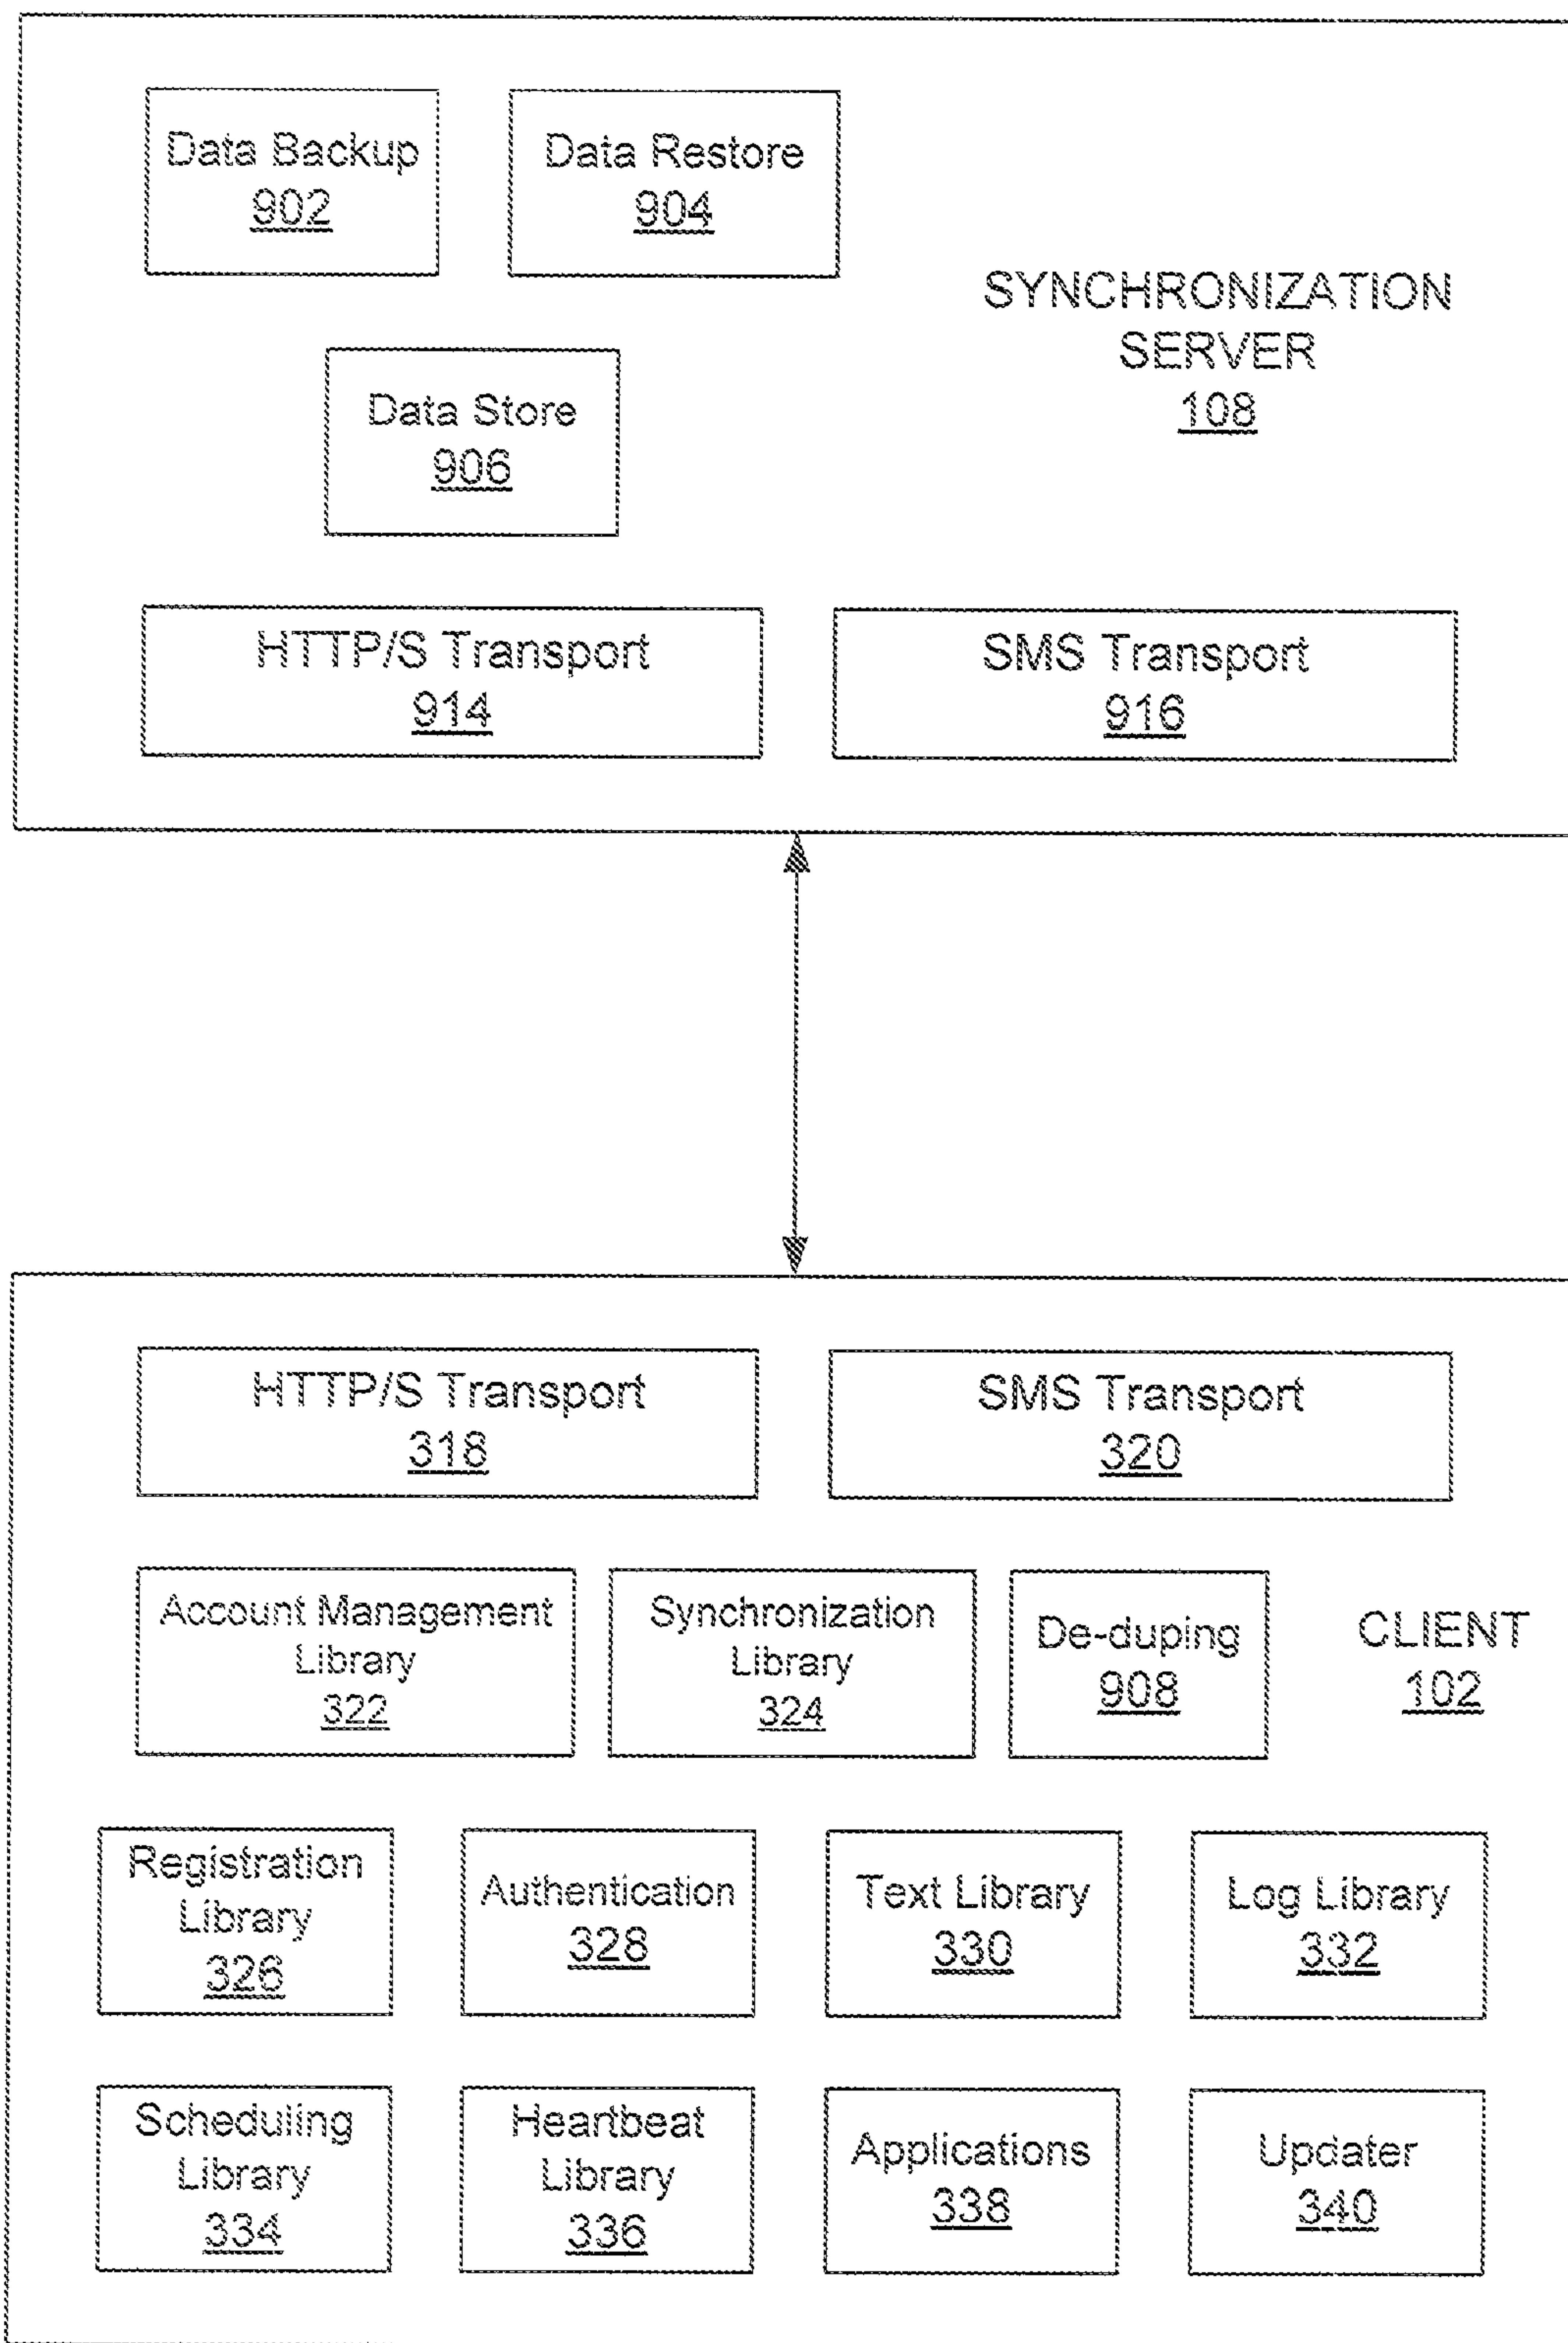 Data Backup
902
Data Restore
904
SYNCHRONIZATION
SERVER
108
Data Store
906
HTTP/S Transport
914
SMS Transport
916
HTTP/S Transport
318
SMS Transport
320
Account Management
Library
322
Synchronization
Library
324
De-duping
908
CLIENT
102
Registration
Library
326
Authentication
328
Text Library
330
Log Library
332
Scheduling
Library
334
Heartbeat
Library
336
Applications
338
Updater
340